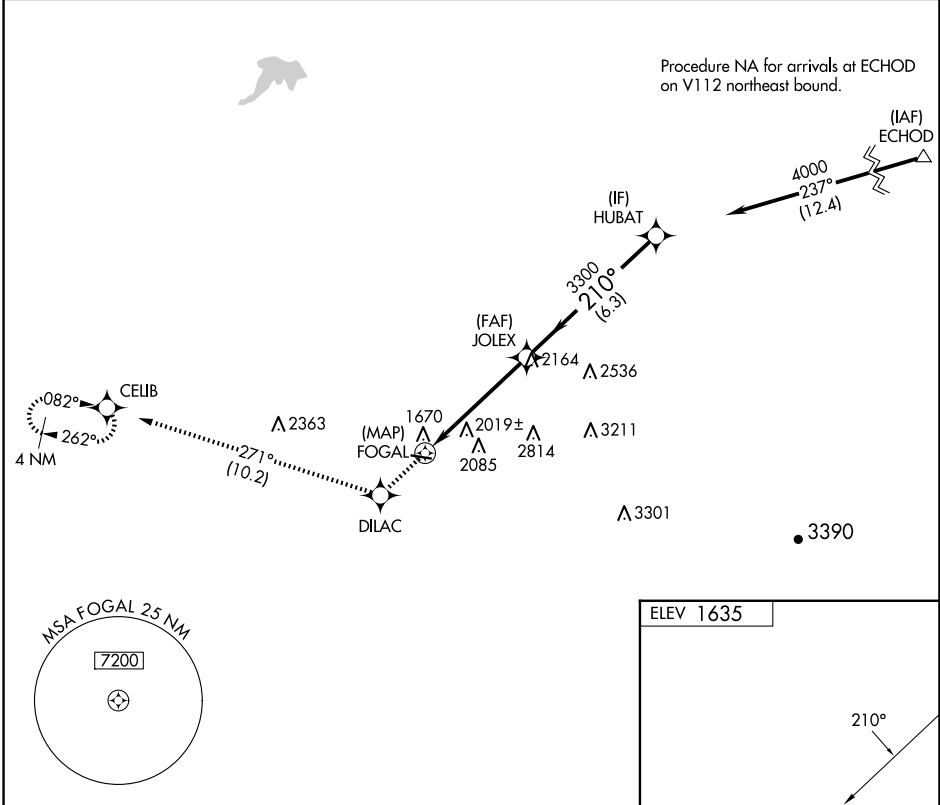 Procedure NA for arrivals at ECHOD
on V112 northeast bound.
(IAF)
ECHOD
4000
237°
(12.4)
(IF)
HUBAT
3300
210°
(6.3)
(FAF)
JOLEX
2164
2536
CELIB
082°
262°
4 NM
2363
1670
(MAP)
FOGAL
2019±
2085
2814
3211
271°
(10.2)
DILAC
3301
3390
MSA FOGAL 25 NM
7200
ELEV 1635
210°